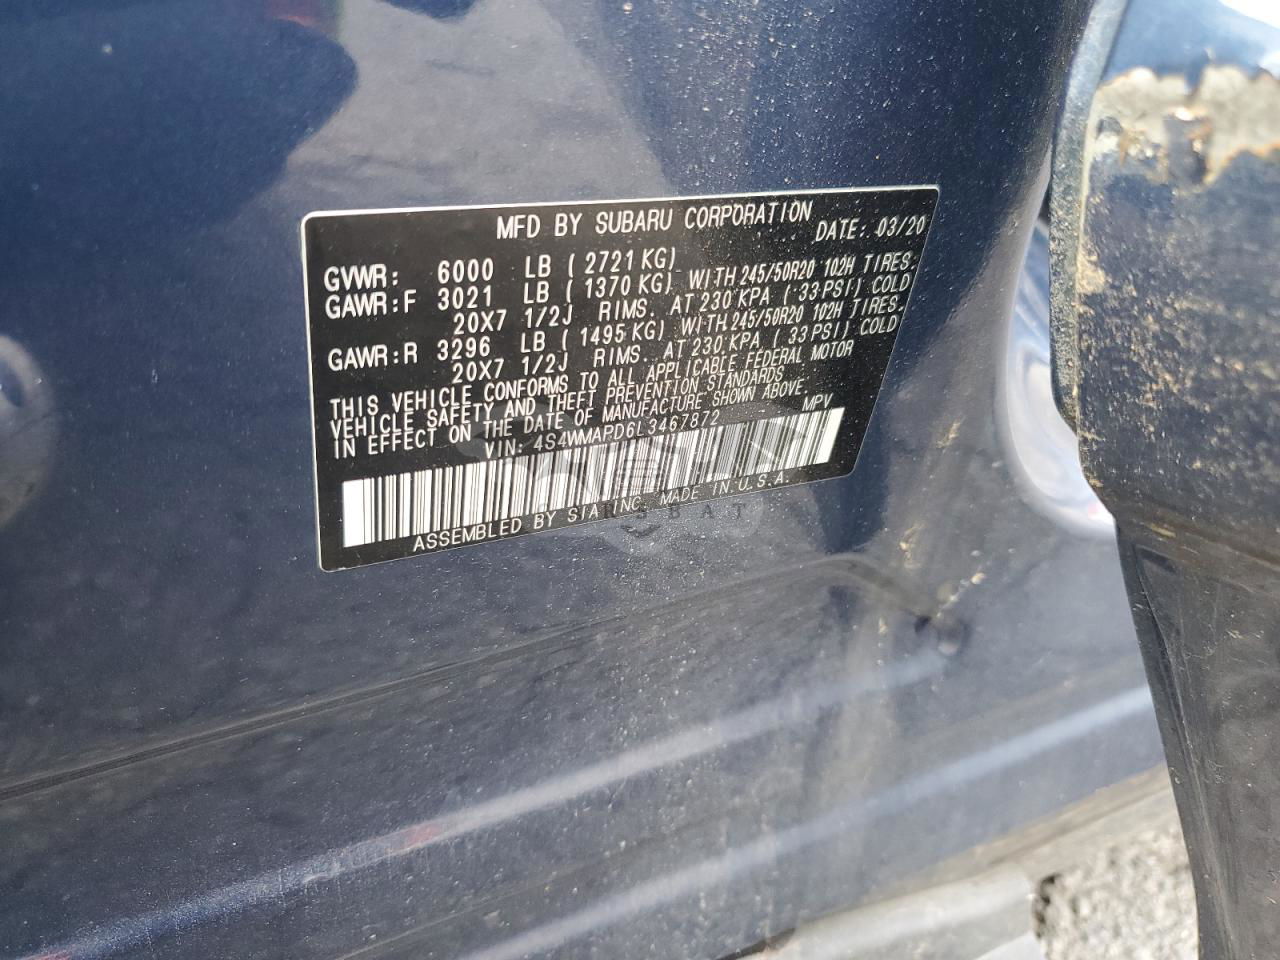 MFD BY SUBARU CORPORATION DATE: 03/20
GVWR: 6000 LB ( 2721 KG)
GAWR:F 3021 LB ( 1370 KG) WITH 245/50R20 102H TIRES.
20X7 1/2J RIMS. AT 230 KPA ( 33 PSI) COLD
GAWR:R 3296 LB ( 1495 KG) WITH 245/50R20 102H TIRES.
20X7 1/2J RIMS. AT 230 KPA ( 33 PSI) COLD
THIS VEHICLE CONFORMS TO ALL APPLICABLE FEDERAL MOTOR
VEHICLE SAFETY AND THEFT PREVENTION STANDARDS
IN EFFECT ON THE DATE OF MANUFACTURE SHOWN ABOVE.
VIN: 4S4WMAPD6L3467872 MPV
ASSEMBLED BY SIA INC. MADE IN U.S.A.